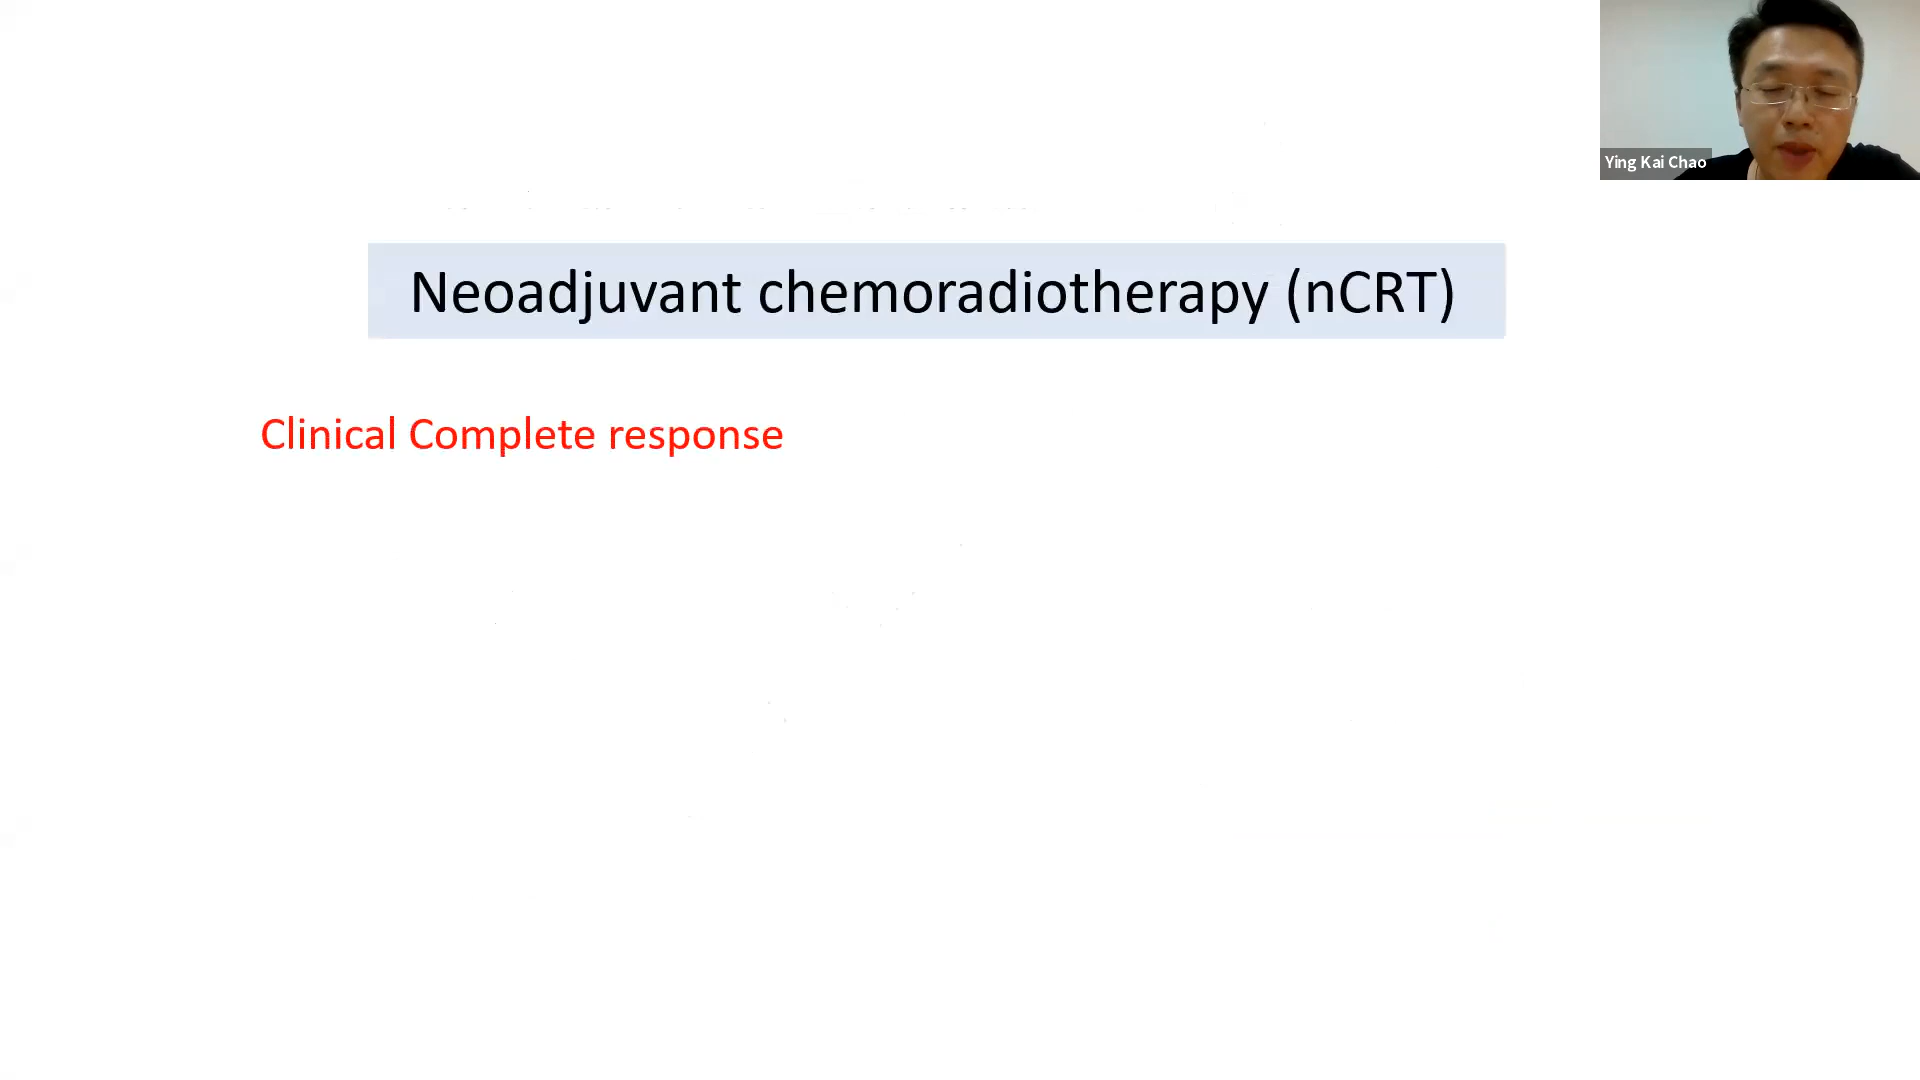 Ying Kai Chao
Neoadjuvant chemoradiotherapy (nCRT)
Clinical Complete response